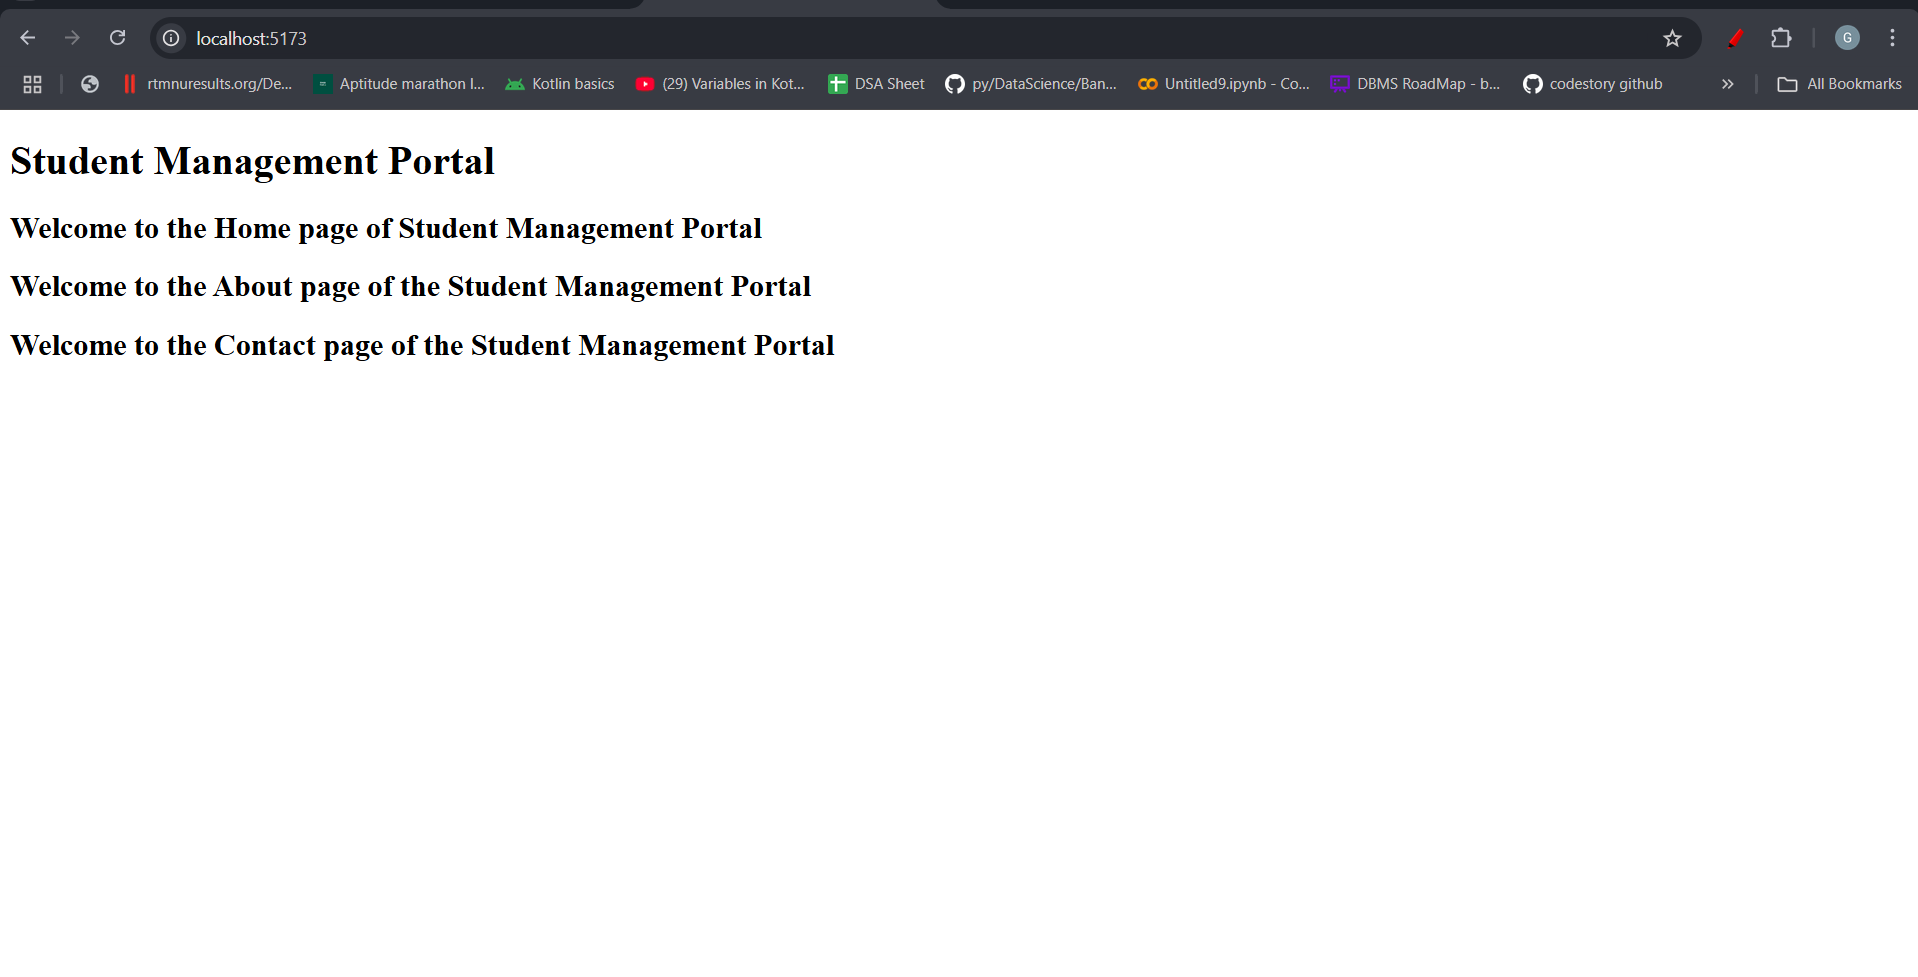 localhost:5173
rtmnuresults.org/De... Aptitude marathon I... Kotlin basics (29) Variables in Kot... DSA Sheet py/DataScience/Ban... Untitled9.ipynb - Co... DBMS RoadMap - b... codestory github » All Bookmarks
G
Student Management Portal
Welcome to the Home page of Student Management Portal
Welcome to the About page of the Student Management Portal
Welcome to the Contact page of the Student Management Portal